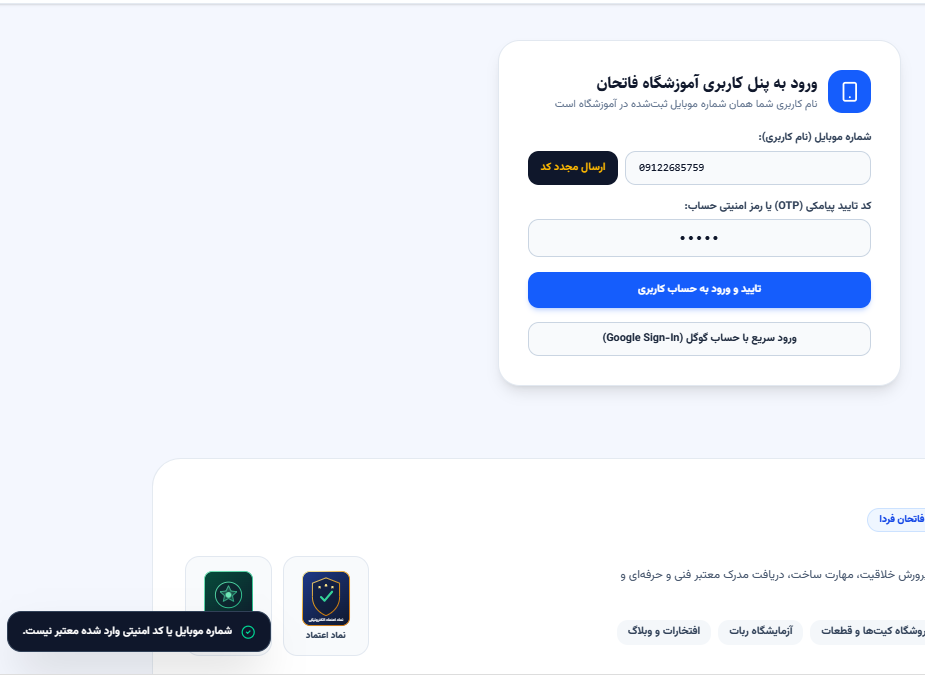 ورود به پنل کاربری آموزشگاه فاتحان
نام کاربری شما همان شماره موبایل ثبت‌شده در آموزشگاه است
شماره موبایل (نام کاربری):
09122685759
ارسال مجدد کد
کد تایید پیامکی (OTP) یا رمز امنیتی حساب:
•••••
تایید و ورود به حساب کاربری
ورود سریع با حساب گوگل (Google Sign-In)
فاتحان فردا
پرورش خلاقیت، مهارت ساخت، دریافت مدرک معتبر فنی و حرفه‌ای و
نماد اعتماد الکترونیکی
نماد اعتماد
روشگاه کیت‌ها و قطعات
آزمایشگاه ربات
افتخارات و وبلاگ
شماره موبایل یا کد امنیتی وارد شده معتبر نیست.